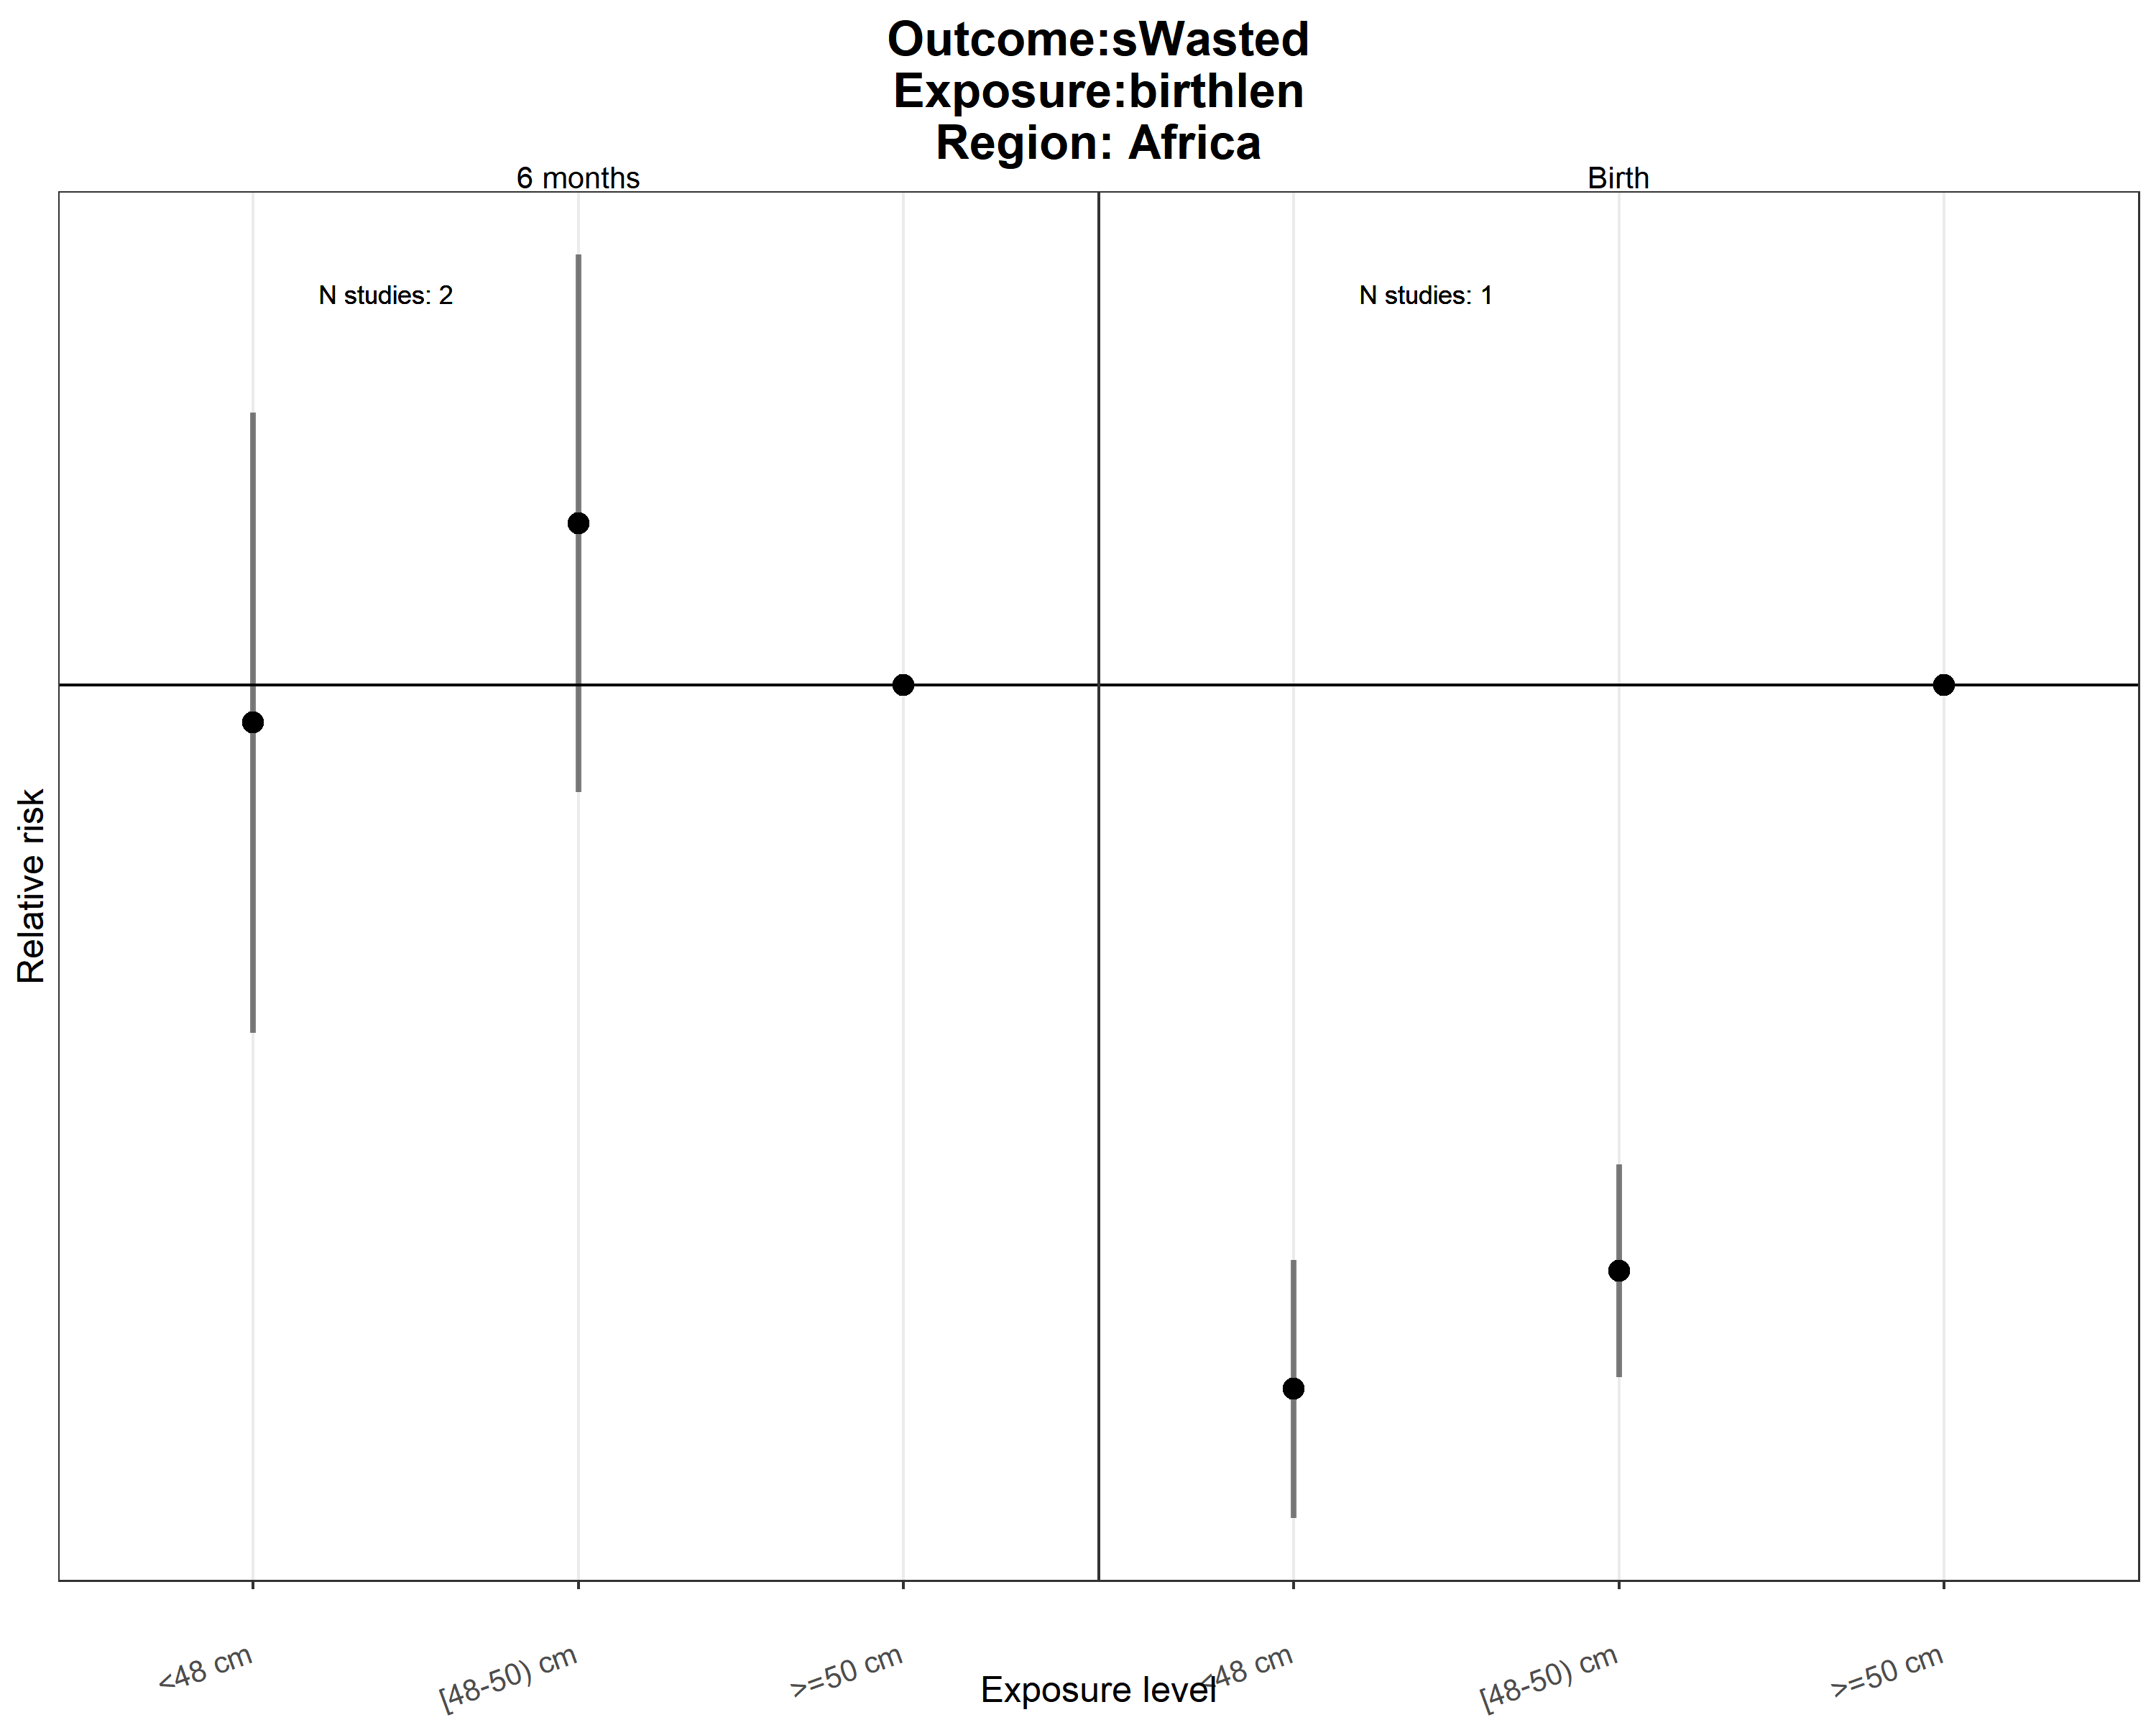 Outcome:sWasted
Exposure:birthlen
Region: Africa
6 months
Birth
N studies: 2
N studies: 1
Relative risk
<48 cm
[48-50) cm
>=50 cm
<48 cm
[48-50) cm
>=50 cm
Exposure level